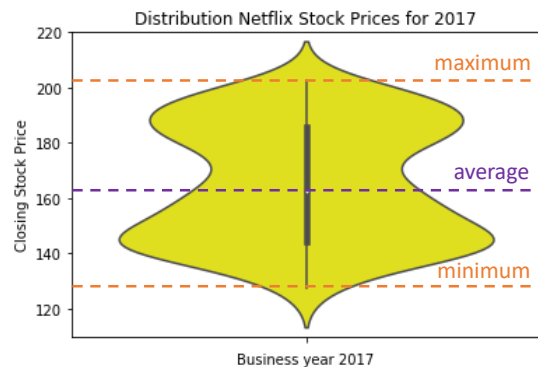 Distribution Netflix Stock Prices for 2017
220
200
180
160
140
120
Closing Stock Price
maximum
average
minimum
Business year 2017